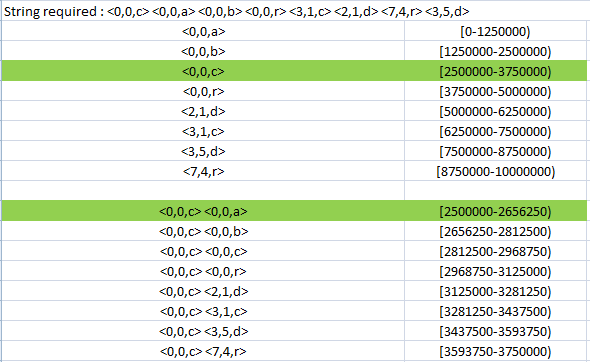 String required : <0,0,c> <0,0,a> <0,0,b> <0,0,r> <3,1,c> <2,1,d> <7,4,r> <3,5,d>
<0,0,a> [0-1250000)
<0,0,b> [1250000-2500000)
<0,0,c> [2500000-3750000)
<0,0,r> [3750000-5000000)
<2,1,d> [5000000-6250000)
<3,1,c> [6250000-7500000)
<3,5,d> [7500000-8750000)
<7,4,r> [8750000-10000000)
<0,0,c> <0,0,a> [2500000-2656250)
<0,0,c> <0,0,b> [2656250-2812500)
<0,0,c> <0,0,c> [2812500-2968750)
<0,0,c> <0,0,r> [2968750-3125000)
<0,0,c> <2,1,d> [3125000-3281250)
<0,0,c> <3,1,c> [3281250-3437500)
<0,0,c> <3,5,d> [3437500-3593750)
<0,0,c> <7,4,r> [3593750-3750000)